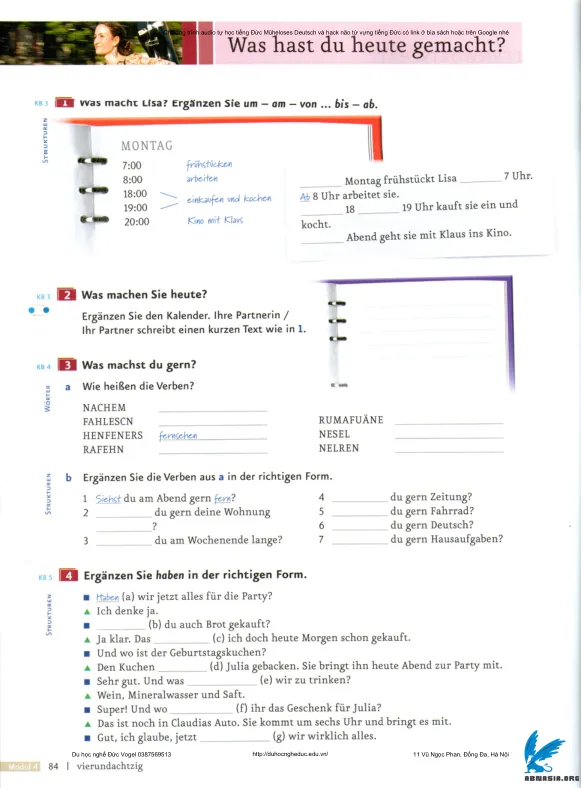 trình audio tự học tiếng Đức Müheloses Deutsch và hack não từ vựng tiếng Đức có link ở bìa sách hoặc trên Google nhé
Was hast du heute gemacht?
KB 3 1 Was macht Lisa? Ergänzen Sie um – am – von ... bis – ab.
STRUKTUREN
MONTAG
7:00 frühstücken
8:00 arbeiten
18:00
19:00 einkaufen und kochen
20:00 Kino mit Klaus
_______ Montag frühstückt Lisa _______ 7 Uhr.
Ab 8 Uhr arbeitet sie.
_______ 18 _______ 19 Uhr kauft sie ein und
kocht.
_______ Abend geht sie mit Klaus ins Kino.
KB 3 2 Was machen Sie heute?
Ergänzen Sie den Kalender. Ihre Partnerin /
Ihr Partner schreibt einen kurzen Text wie in 1.
KB 4 3 Was machst du gern?
WÖRTER
a Wie heißen die Verben?
NACHEM _______
FAHLESCN _______
HENFENERS fernsehen
RAFEHN _______
RUMAFUÄNE _______
NESEL _______
NELREN _______
STRUKTUREN
b Ergänzen Sie die Verben aus a in der richtigen Form.
1 Siehst du am Abend gern fern?
2 _______ du gern deine Wohnung
_______?
3 _______ du am Wochenende lange?
4 _______ du gern Zeitung?
5 _______ du gern Fahrrad?
6 _______ du gern Deutsch?
7 _______ du gern Hausaufgaben?
KB 5 4 Ergänzen Sie haben in der richtigen Form.
STRUKTUREN
■ Haben (a) wir jetzt alles für die Party?
▲ Ich denke ja.
■ _______ (b) du auch Brot gekauft?
▲ Ja klar. Das _______ (c) ich doch heute Morgen schon gekauft.
■ Und wo ist der Geburtstagskuchen?
▲ Den Kuchen _______ (d) Julia gebacken. Sie bringt ihn heute Abend zur Party mit.
■ Sehr gut. Und was _______ (e) wir zu trinken?
▲ Wein, Mineralwasser und Saft.
■ Super! Und wo _______ (f) ihr das Geschenk für Julia?
▲ Das ist noch in Claudias Auto. Sie kommt um sechs Uhr und bringt es mit.
■ Gut, ich glaube, jetzt _______ (g) wir wirklich alles.
Du học nghề Đức Vogel 0387569513 http://duhocngheduc.edu.vn/ 11 Vũ Ngọc Phan, Đống Đa, Hà Nội
Modul 4 84 | vierundachtzig
ABMASIA.ORG